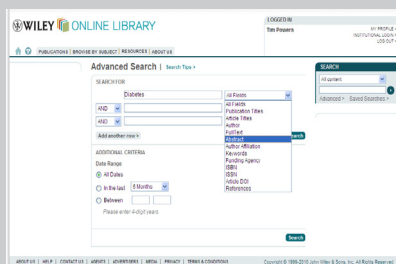 WILEY ONLINE LIBRARY
LOGGED IN
Tim Powers
MY PROFILE
INSTITUTIONAL LOGIN
LOG OUT
PUBLICATIONS | BROWSE BY SUBJECT | RESOURCES | ABOUT US
Advanced Search | Search Tips >
SEARCH
All content
Advanced > Saved Searches >
SEARCH FOR
Diabetes
All Fields
AND
AND
All Fields
Publication Titles
Article Titles
Author
FullText
Abstract
Author Affiliation
Keywords
Funding Agency
ISBN
ISSN
Article DOI
References
Add another row >
ADDITIONAL CRITERIA
Date Range
All Dates
In the last 6 Months
Between
Please enter 4-digit years.
Search
ABOUT US | HELP | CONTACT US | AGENTS | ADVERTISERS | MEDIA | PRIVACY | TERMS & CONDITIONS
Copyright © 1999-2010 John Wiley & Sons, Inc. All Rights Reserved.